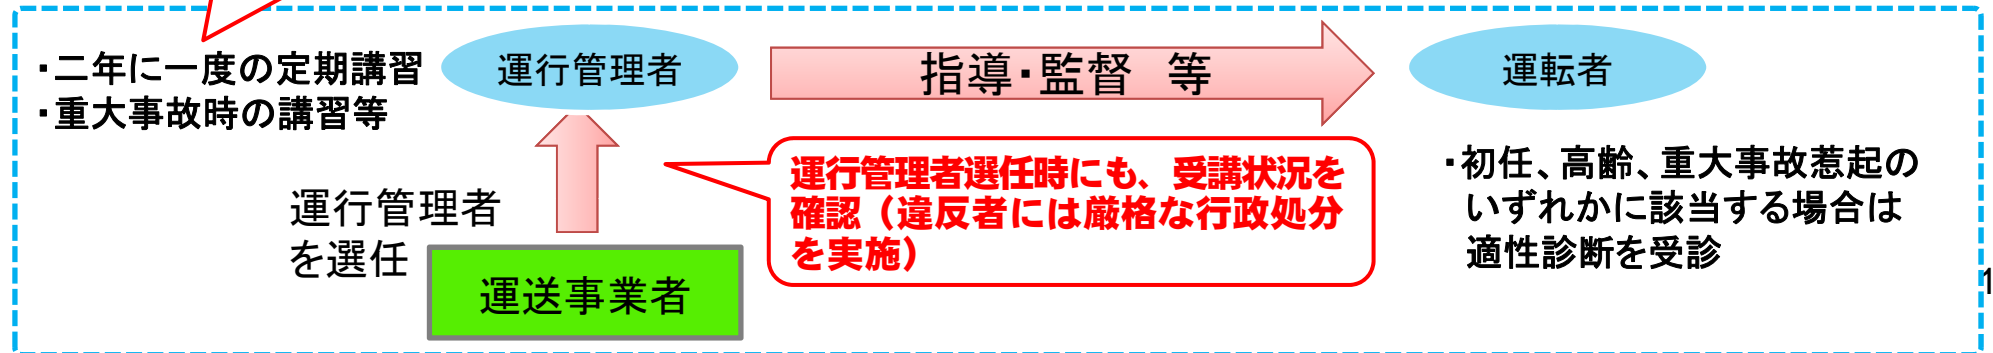 ・二年に一度の定期講習
・重大事故時の講習等
運行管理者
指導・監督　等
運転者
運行管理者選任時にも、受講状況を
確認（違反者には厳格な行政処分
を実施）
・初任、高齢、重大事故惹起の
いずれかに該当する場合は
適性診断を受診
運行管理者
を選任
運送事業者
1